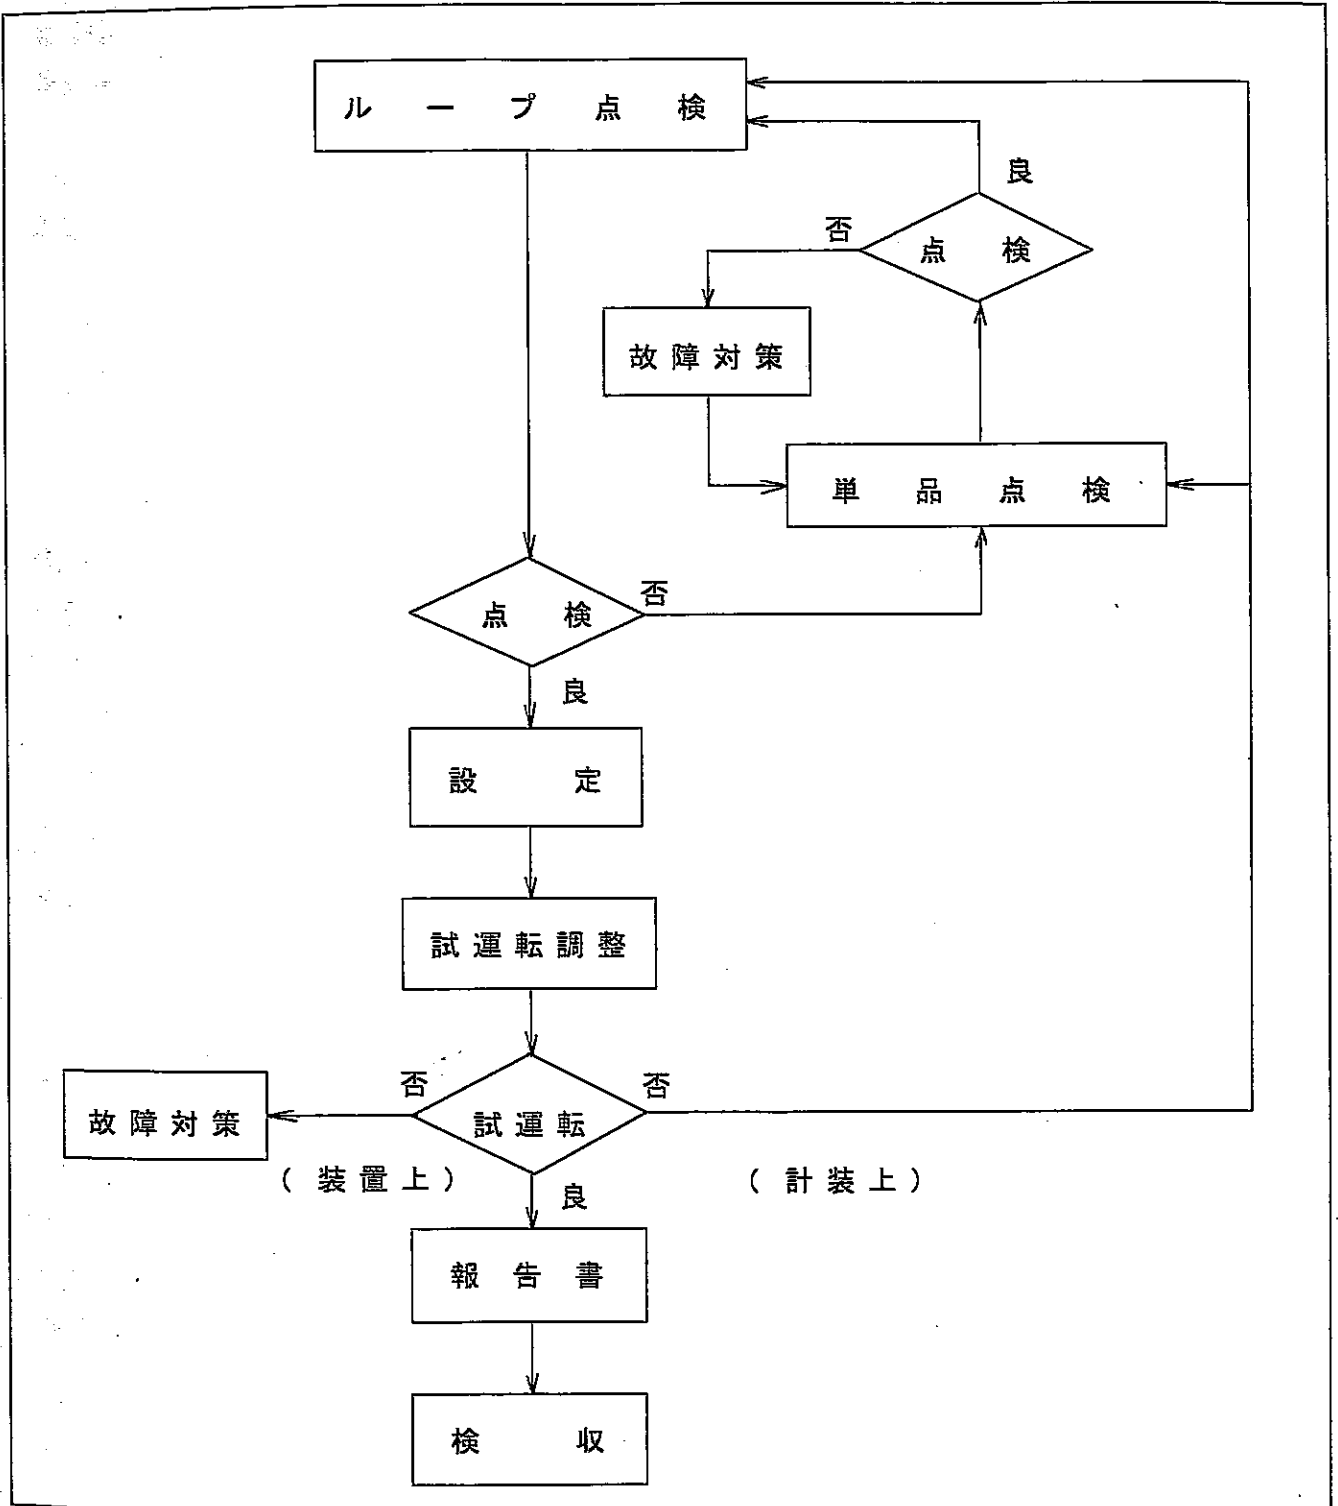 ループ点検
良
否
点検
故障対策
単品点検
否
点検
良
設定
試運転調整
否
否
故障対策
試運転
(装置上)
(計装上)
良
報告書
検収